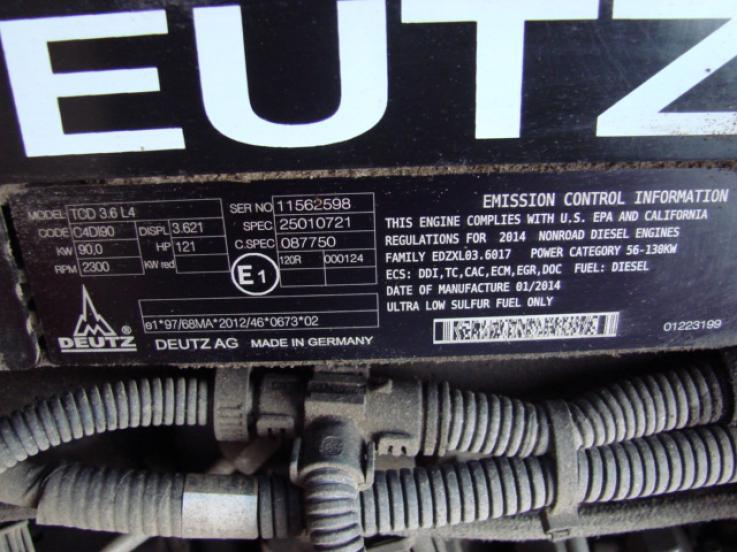 EUTZ
MODEL TCD 3.6 L4
CODE C4DI90 DISPL 3.621
KW 90,0 HP 121
RPM 2300 KW red
SER NO 11562598
SPEC 25010721
C.SPEC 087750
120R 000124
E1
e1*97/68MA*2012/46*0673*02
DEUTZ ®
DEUTZ AG MADE IN GERMANY
EMISSION CONTROL INFORMATION
THIS ENGINE COMPLIES WITH U.S. EPA AND CALIFORNIA
REGULATIONS FOR 2014 NONROAD DIESEL ENGINES
FAMILY EDZXL03.6017 POWER CATEGORY 56-130KW
ECS: DDI,TC,CAC,ECM,EGR,DOC FUEL: DIESEL
DATE OF MANUFACTURE 01/2014
ULTRA LOW SULFUR FUEL ONLY
01223199